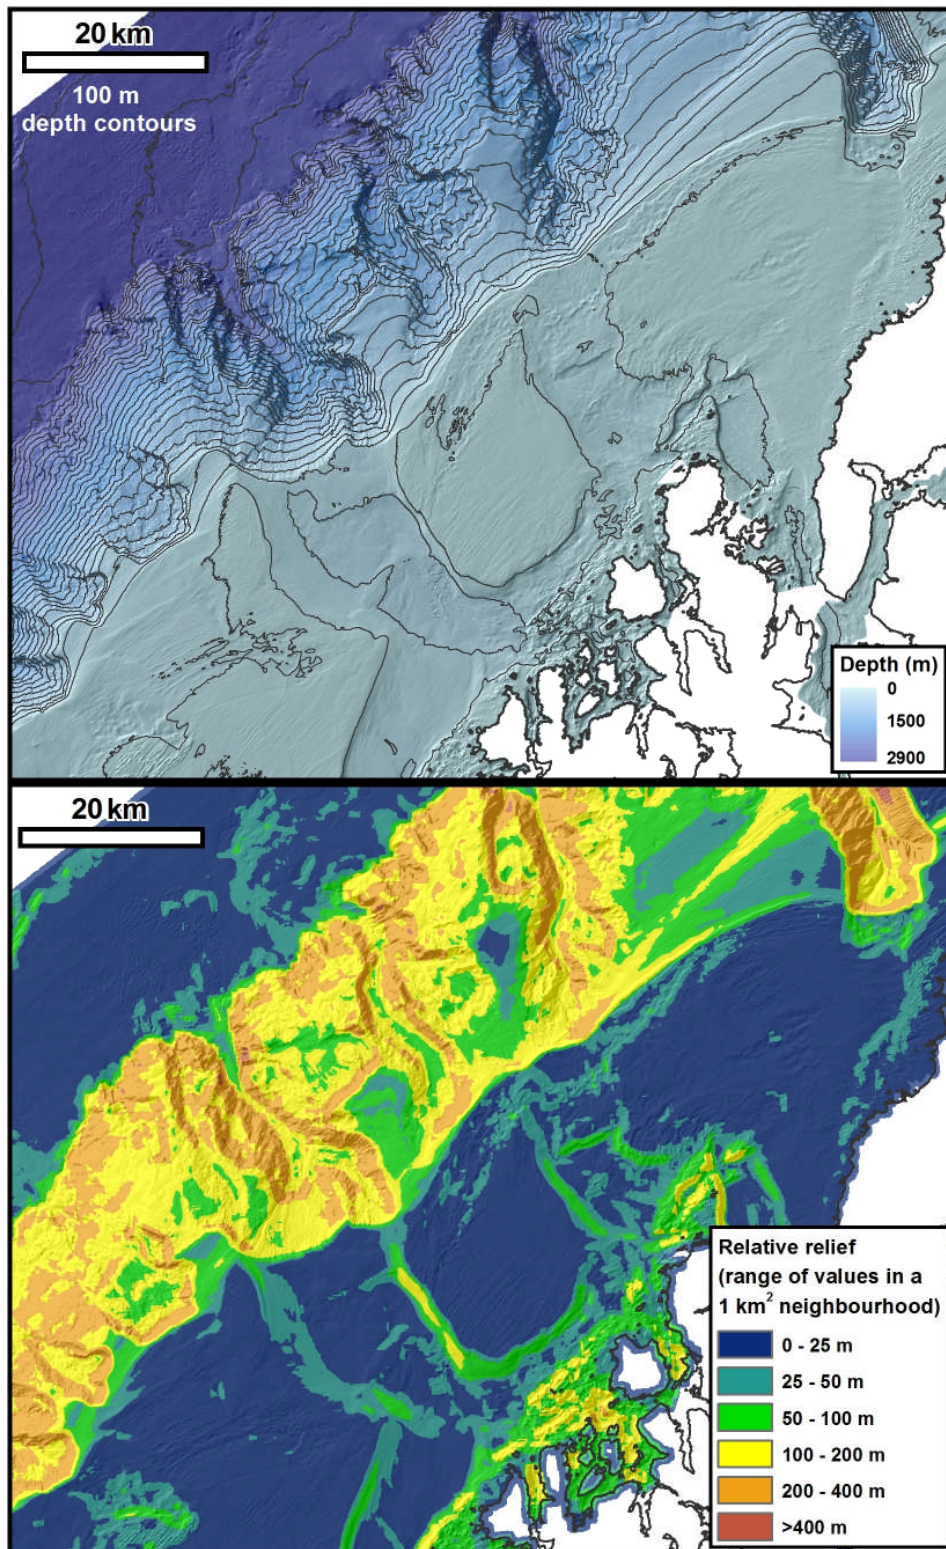 20 km
100 m
depth contours
Depth (m)
0
1500
2900
20 km
Relative relief
(range of values in a
1 km² neighbourhood)
0 - 25 m
25 - 50 m
50 - 100 m
100 - 200 m
200 - 400 m
>400 m